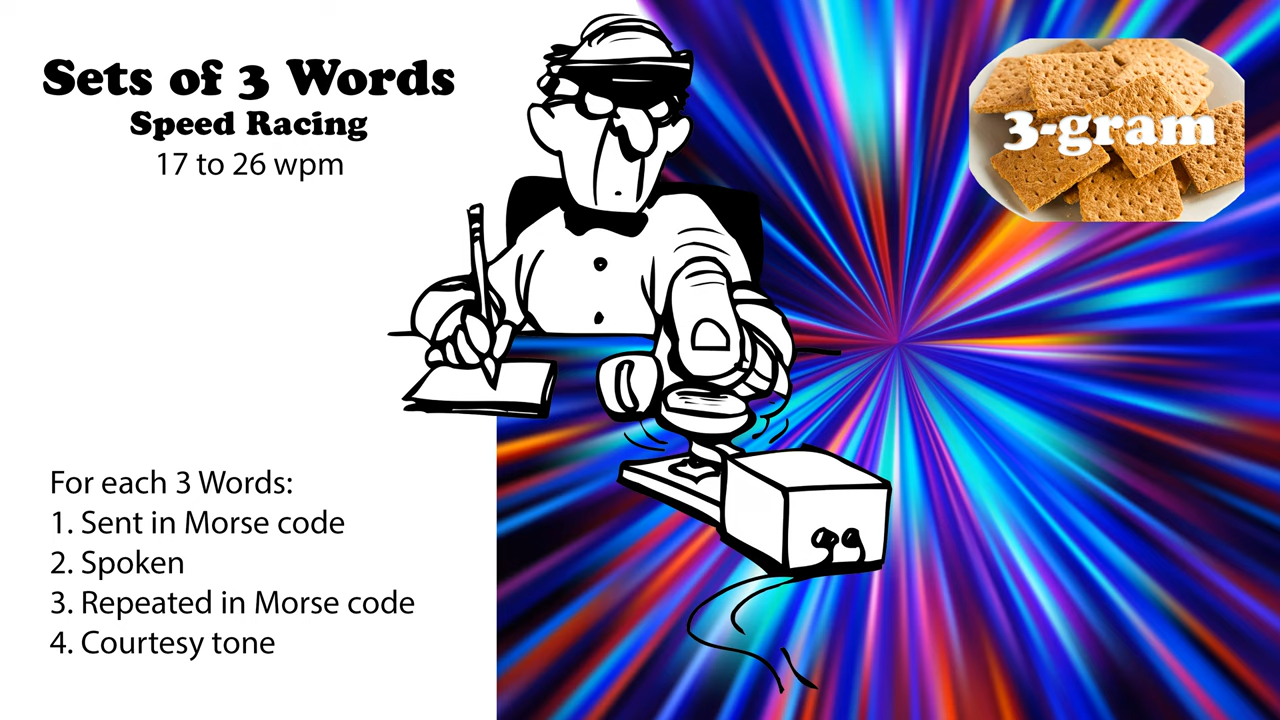 Sets of 3 Words
Speed Racing
17 to 26 wpm
3-gram
For each 3 Words:
1. Sent in Morse code
2. Spoken
3. Repeated in Morse code
4. Courtesy tone